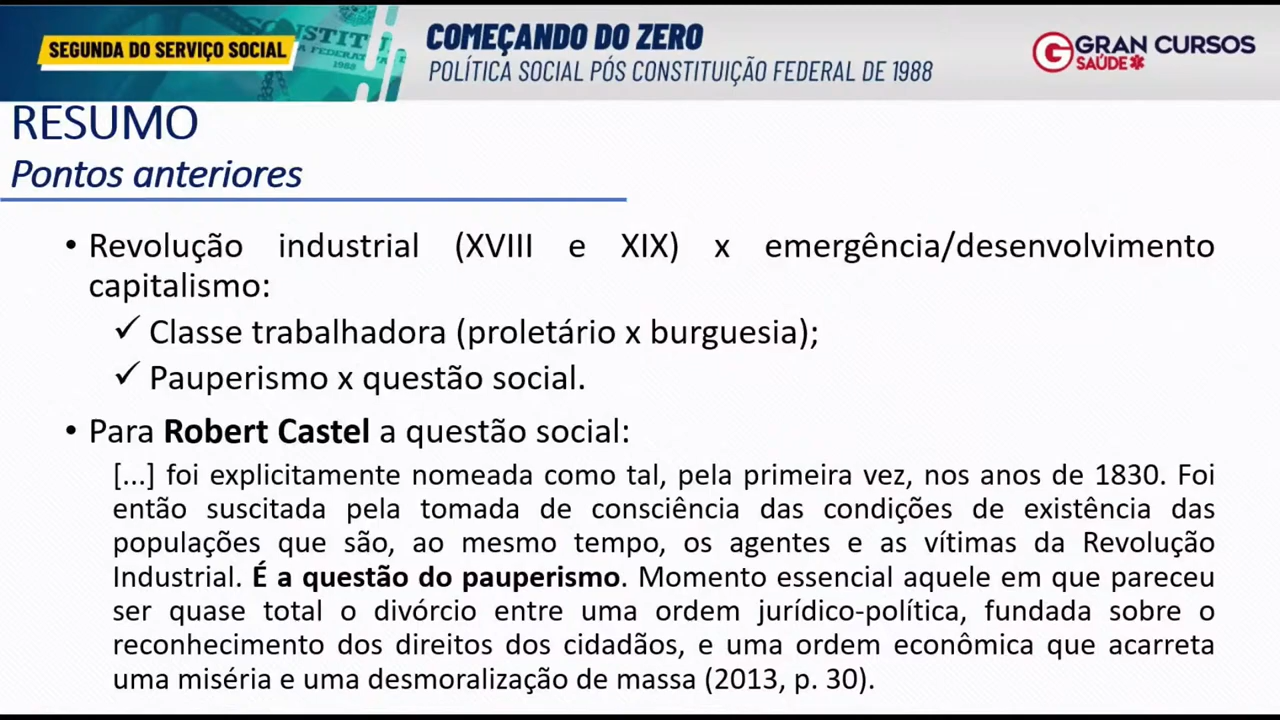 SEGUNDA DO SERVIÇO SOCIAL
CONSTITU
A FEDERAT
1988
COMEÇANDO DO ZERO
POLÍTICA SOCIAL PÓS CONSTITUIÇÃO FEDERAL DE 1988
GRAN CURSOS
SAÚDE
RESUMO
Pontos anteriores
• Revolução industrial (XVIII e XIX) x emergência/desenvolvimento
capitalismo:
✓ Classe trabalhadora (proletário x burguesia);
✓ Pauperismo x questão social.
• Para Robert Castel a questão social:
[...] foi explicitamente nomeada como tal, pela primeira vez, nos anos de 1830. Foi
então suscitada pela tomada de consciência das condições de existência das
populações que são, ao mesmo tempo, os agentes e as vítimas da Revolução
Industrial. É a questão do pauperismo. Momento essencial aquele em que pareceu
ser quase total o divórcio entre uma ordem jurídico-política, fundada sobre o
reconhecimento dos direitos dos cidadãos, e uma ordem econômica que acarreta
uma miséria e uma desmoralização de massa (2013, p. 30).